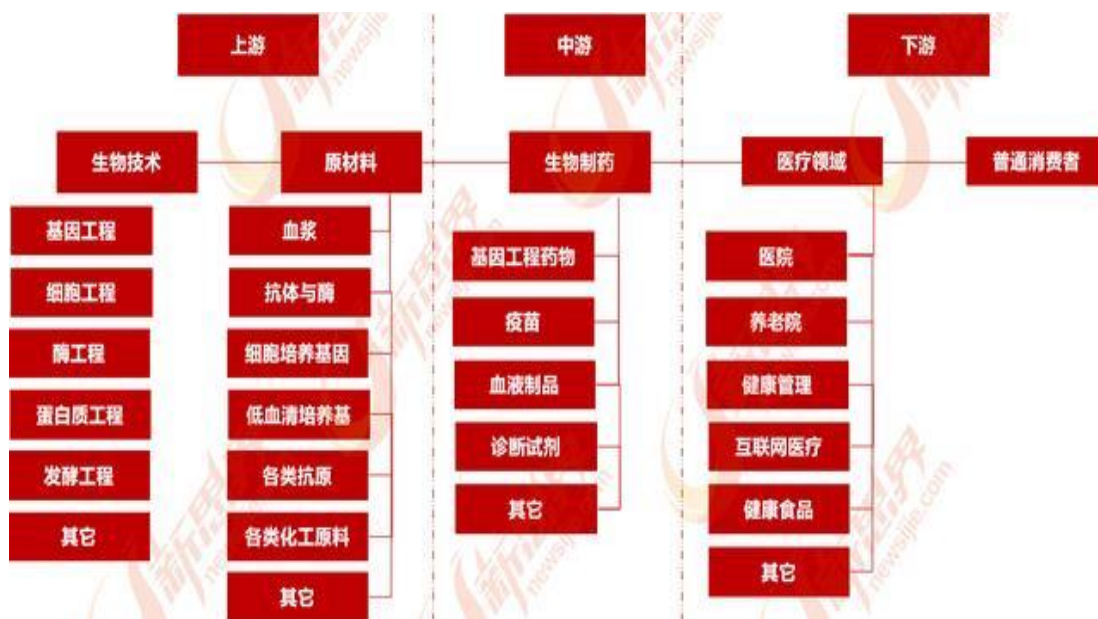 上游
中游
下游
生物技术
原材料
生物制药
医疗领域
普通消费者
基因工程
细胞工程
酶工程
蛋白质工程
发酵工程
其它
血浆
抗体与酶
细胞培养基因
低血清培养基
各类抗原
各类化工原料
其它
基因工程药物
疫苗
血液制品
诊断试剂
其它
医院
养老院
健康管理
互联网医疗
健康食品
其它
新思界
newsijie.com